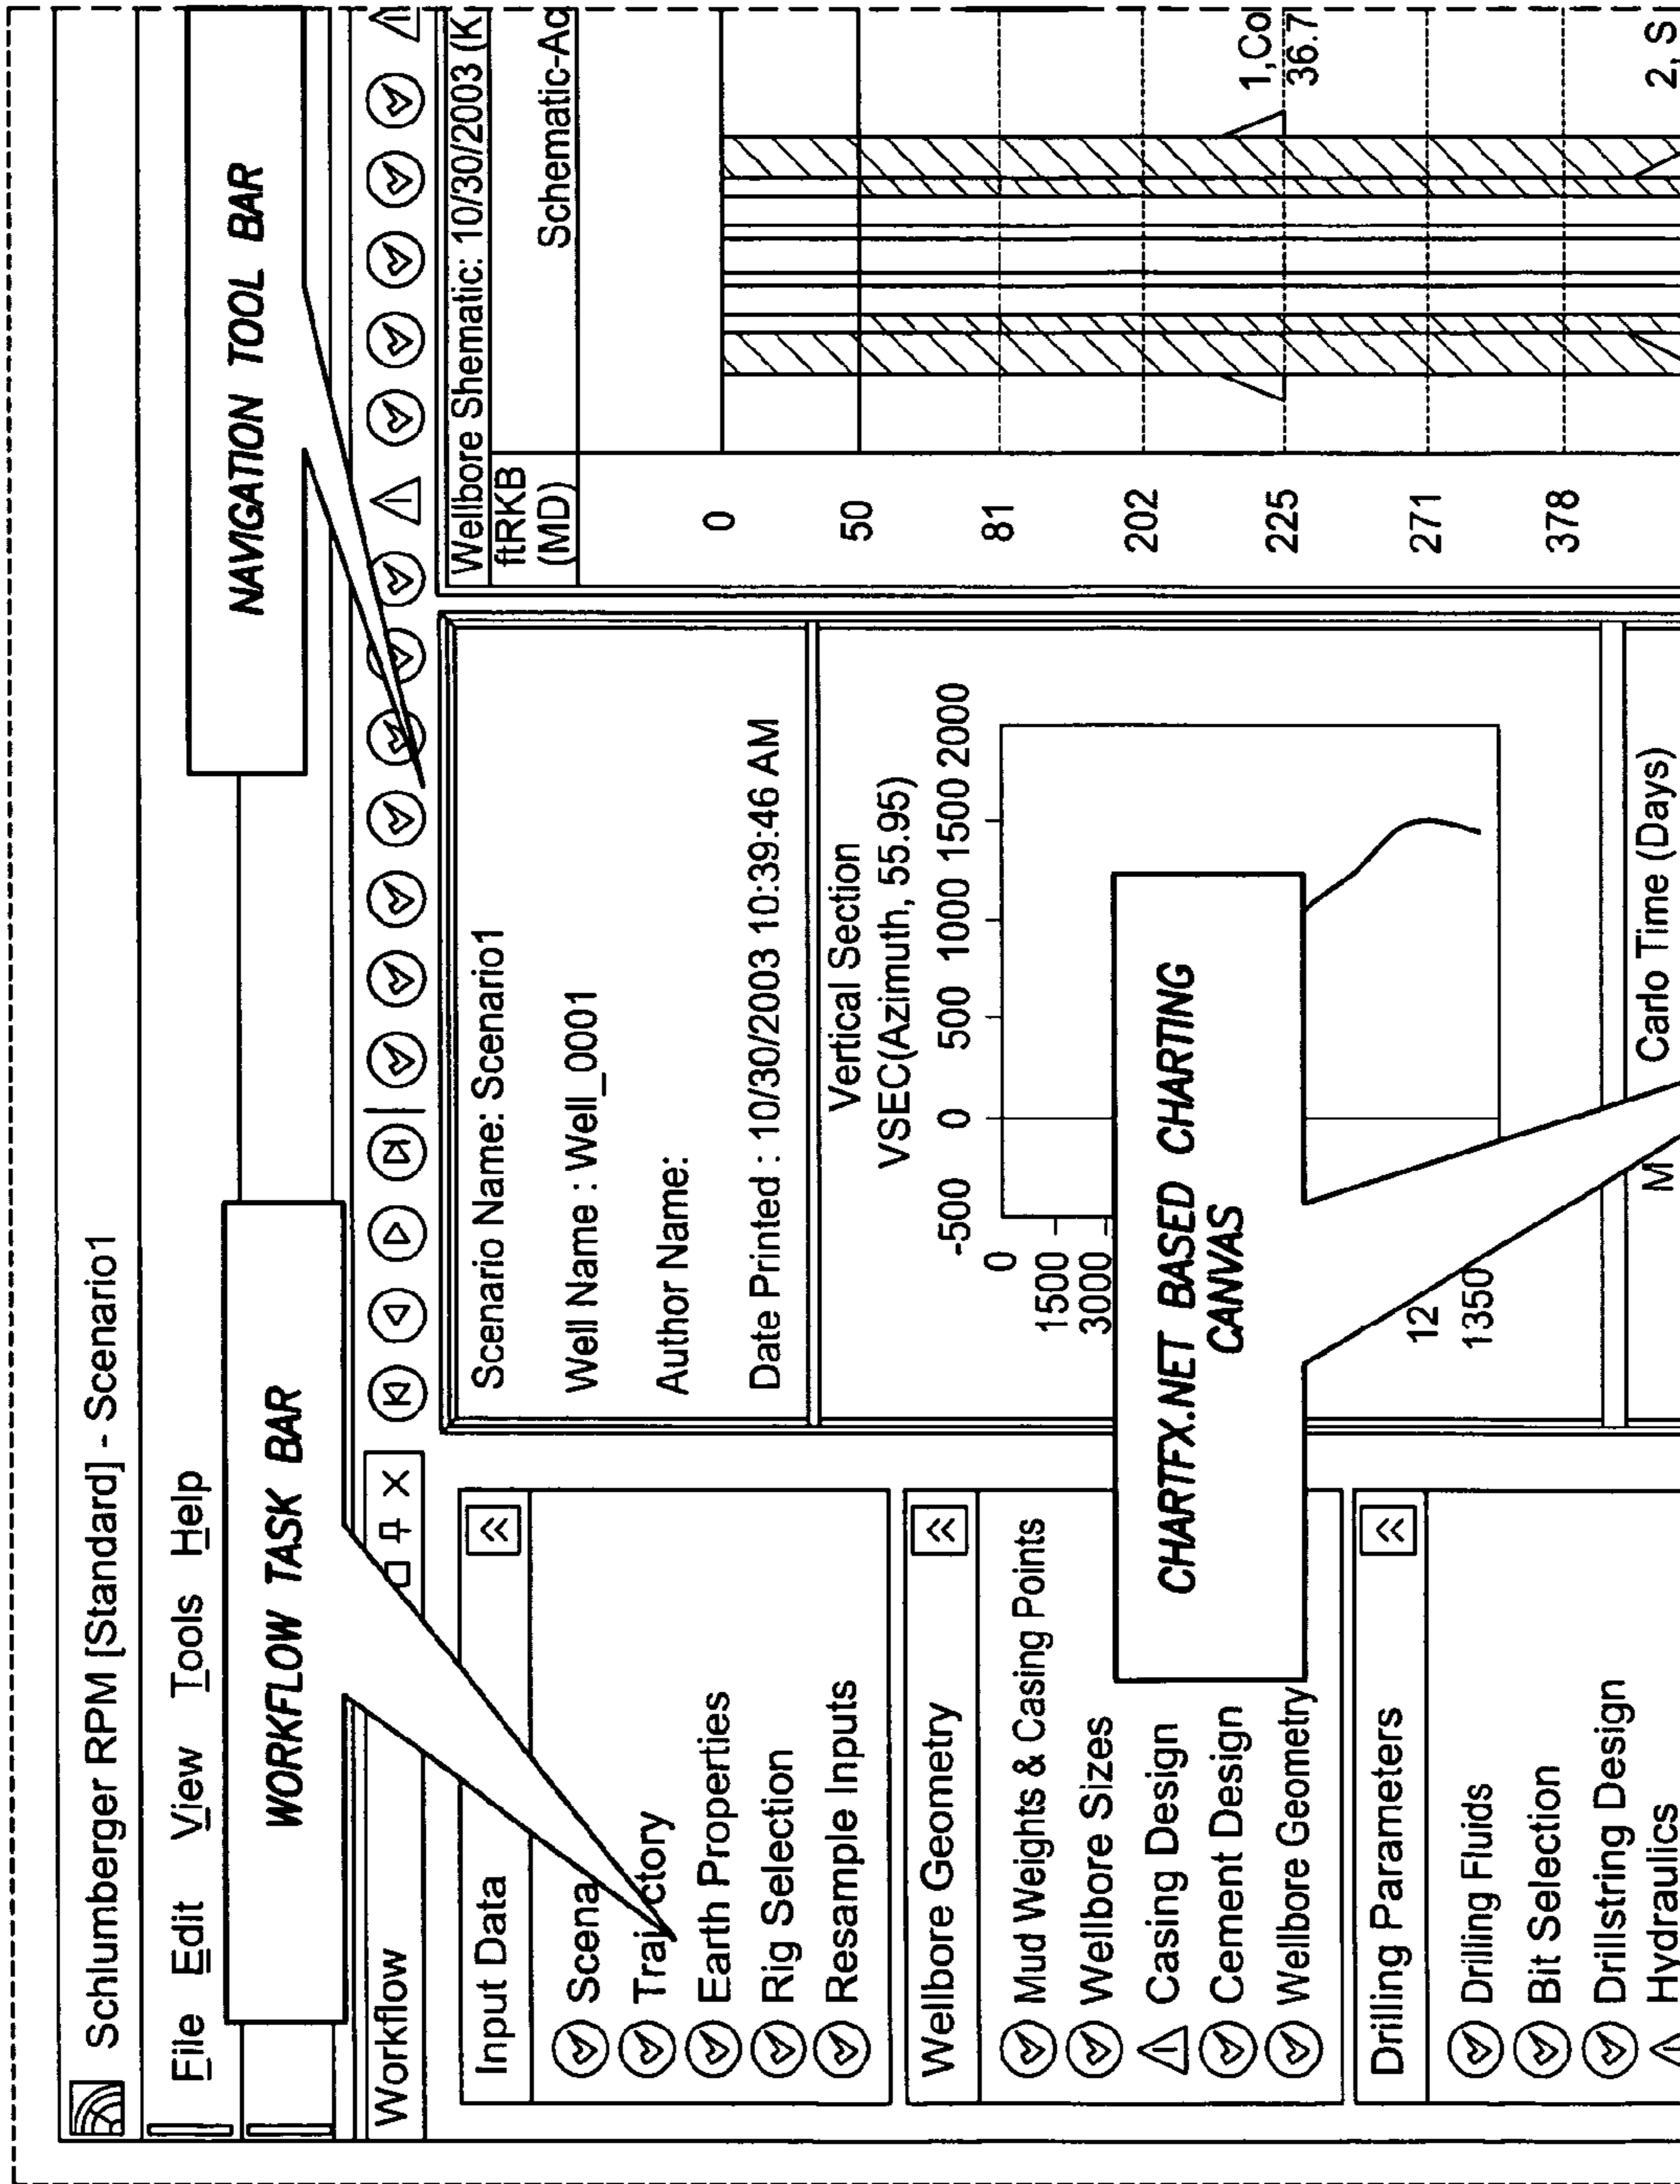 Schlumberger RPM [Standard] - Scenario1
File Edit View Tools Help
WORKFLOW TASK BAR
NAVIGATION TOOL BAR
Workflow
Input Data
Scena
Trajectory
Earth Properties
Rig Selection
Resample Inputs
Wellbore Geometry
Mud Weights & Casing Points
Wellbore Sizes
Casing Design
Cement Design
Wellbore Geometry
Drilling Parameters
Drilling Fluids
Bit Selection
Drillstring Design
Hydraulics
Scenario Name: Scenario1
Well Name : Well_0001
Author Name:
Date Printed : 10/30/2003 10:39:46 AM
Vertical Section
VSEC(Azimuth, 55.95)
-500 0 500 1000 1500 2000
0
1500
3000
CHARTFX.NET BASED CHARTING
CANVAS
12
1350
M Carlo Time (Days)
Wellbore Shematic: 10/30/2003 (K
ftRKB
(MD)
Schematic-Ac
0
50
81
202
225
271
378
1,Co
36.7
2, S